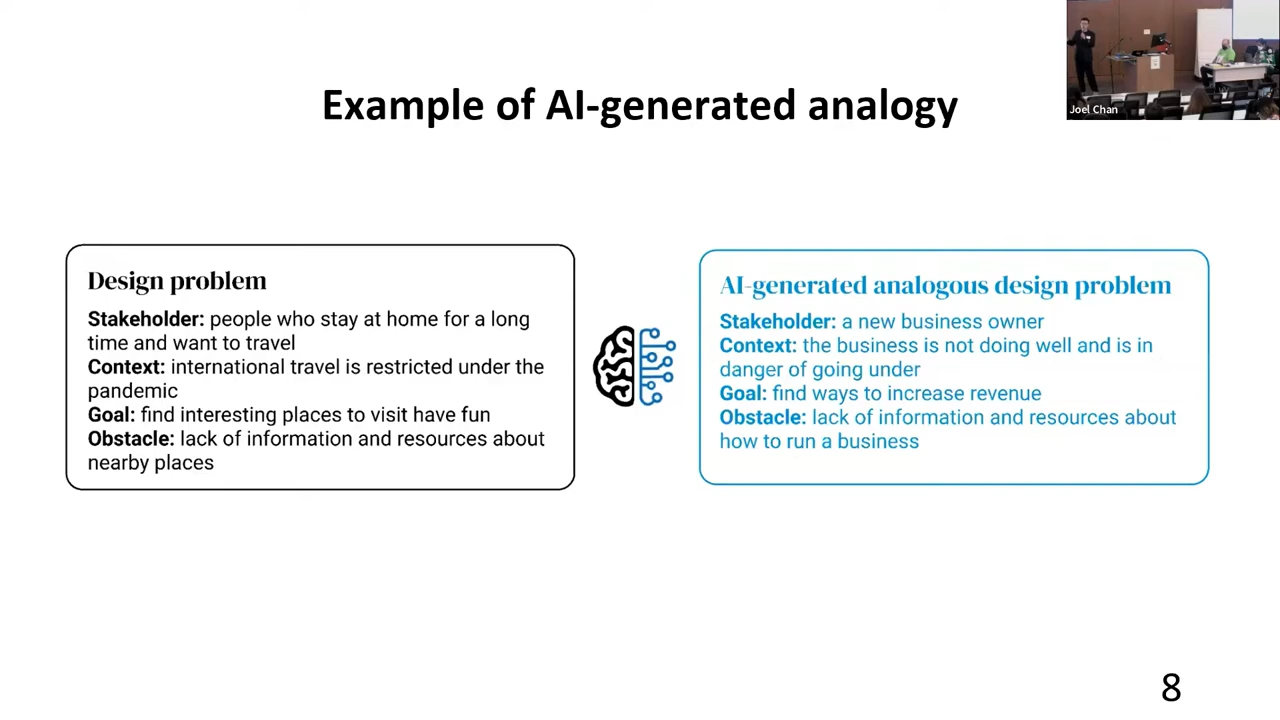 Joel Chan
Example of AI-generated analogy
Design problem
Stakeholder: people who stay at home for a long
time and want to travel
Context: international travel is restricted under the
pandemic
Goal: find interesting places to visit have fun
Obstacle: lack of information and resources about
nearby places
AI-generated analogous design problem
Stakeholder: a new business owner
Context: the business is not doing well and is in
danger of going under
Goal: find ways to increase revenue
Obstacle: lack of information and resources about
how to run a business
8